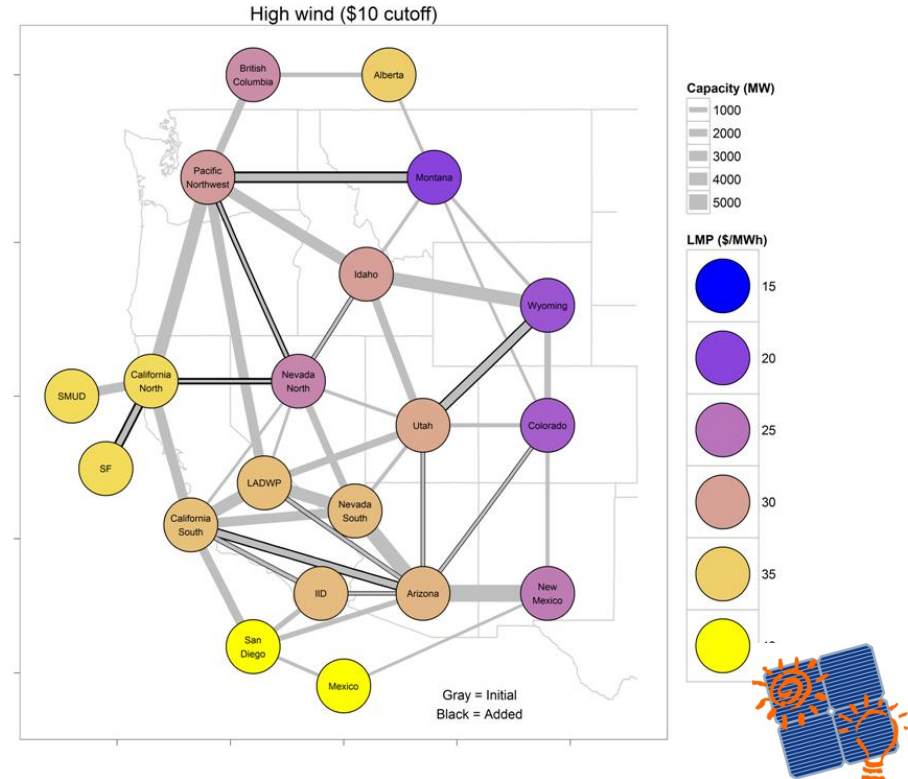 High wind ($10 cutoff)
British
Columbia
Alberta
Pacific
Northwest
Montana
Idaho
Wyoming
California
North
Nevada
North
SMUD
SF
Utah
Colorado
LADWP
Nevada
South
California
South
IID
Arizona
New
Mexico
San
Diego
Mexico
Gray = Initial
Black = Added
Capacity (MW)
1000
2000
3000
4000
5000
LMP ($/MWh)
15
20
25
30
35